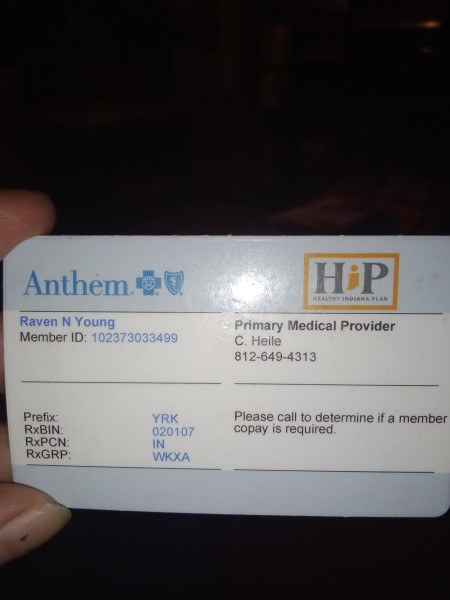 Anthem
HiP
HEALTHY INDIANA PLAN
Raven N Young
Member ID: 102373033499
Primary Medical Provider
C. Heile
812-649-4313
Prefix: YRK
RxBIN: 020107
RxPCN: IN
RxGRP: WKXA
Please call to determine if a member
copay is required.